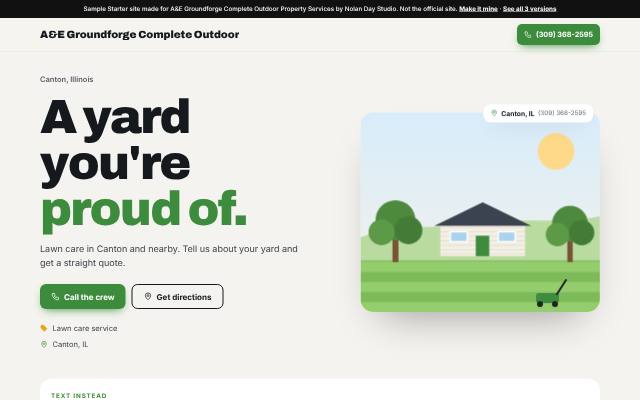 Sample Starter site made for A&E Groundforge Complete Outdoor Property Services by Nolan Day Studio. Not the official site. Make it mine · See all 3 versions
A&E Groundforge Complete Outdoor
(309) 368-2595
Canton, Illinois
A yard
you're
proud of.
Canton, IL (309) 368-2595
Lawn care in Canton and nearby. Tell us about your yard and
get a straight quote.
Call the crew
Get directions
Lawn care service
Canton, IL
TEXT INSTEAD